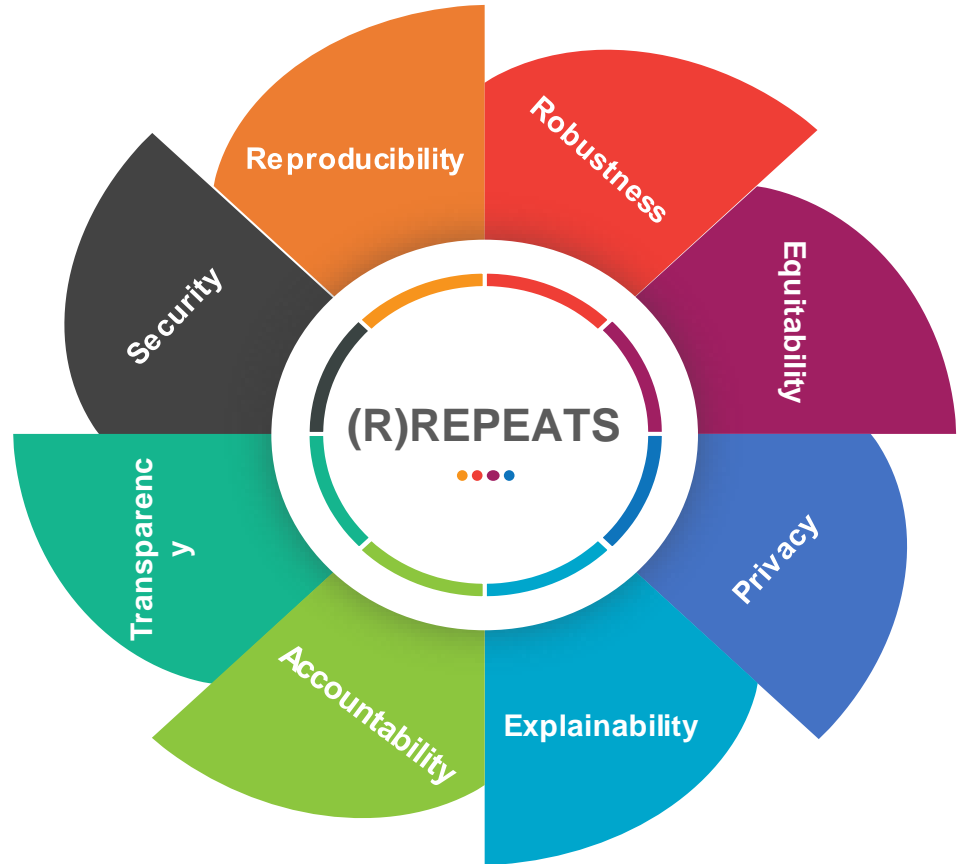 Reproducibility
Robustness
Equitability
Privacy
Explainability
Accountability
Transparenc
y
Security
(R)REPEATS